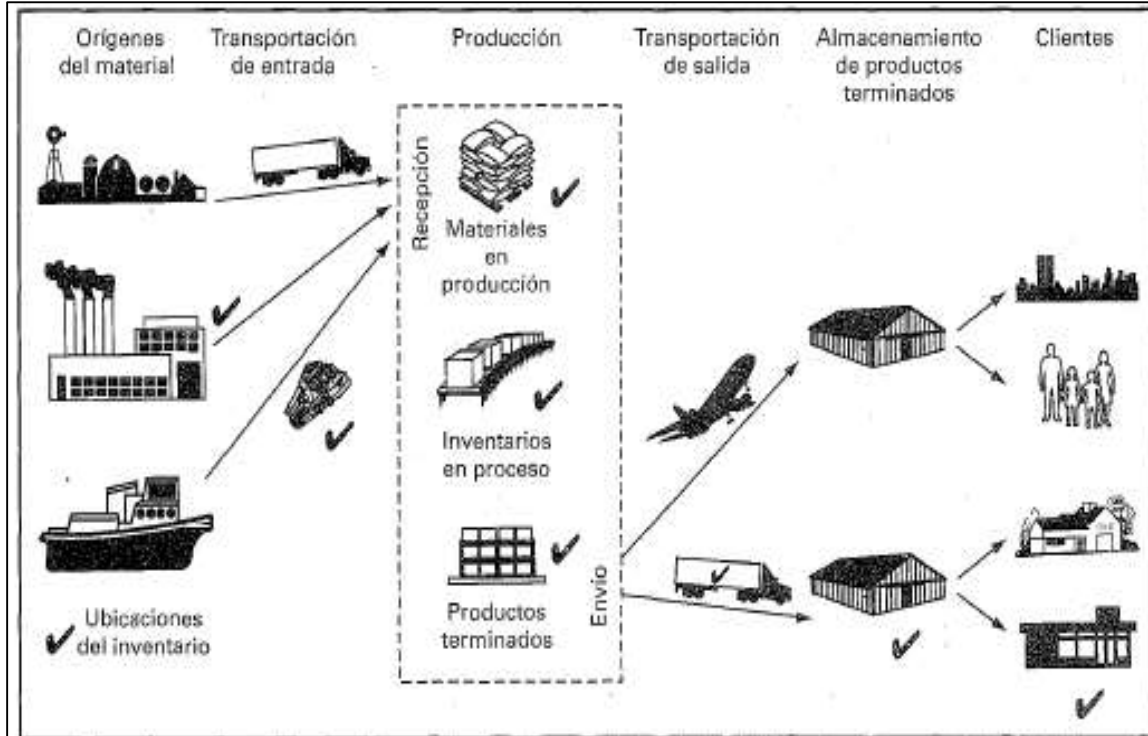 Orígenes
del material
Transportación
de entrada
Producción
Transportación
de salida
Almacenamiento
de productos
terminados
Clientes
Recepción
Materiales
en
producción
Inventarios
en proceso
Productos
terminados
Envío
Ubicaciones
del inventario